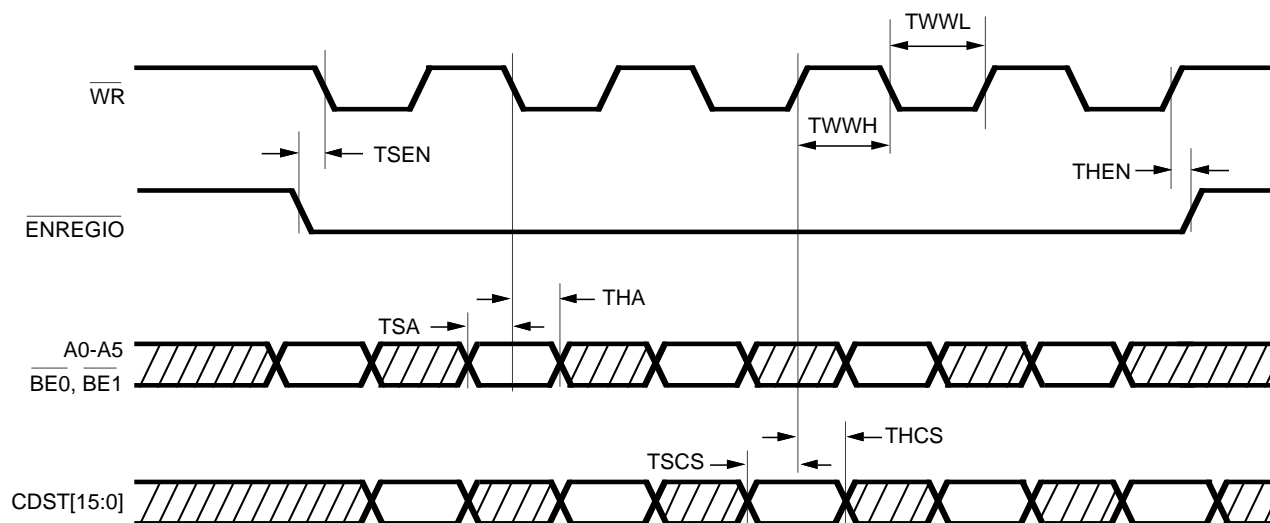 TWWL
WR
TWWH
TSEN
THEN
ENREGIO
THA
TSA
A0-A5
BE0, BE1
THCS
TSCS
CDST[15:0]